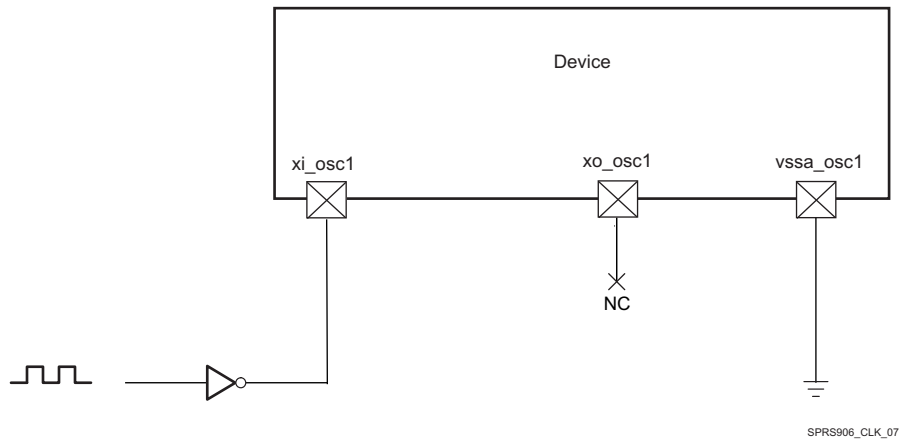 Device
xi_osc1
xo_osc1
vssa_osc1
NC
SPRS906_CLK_07